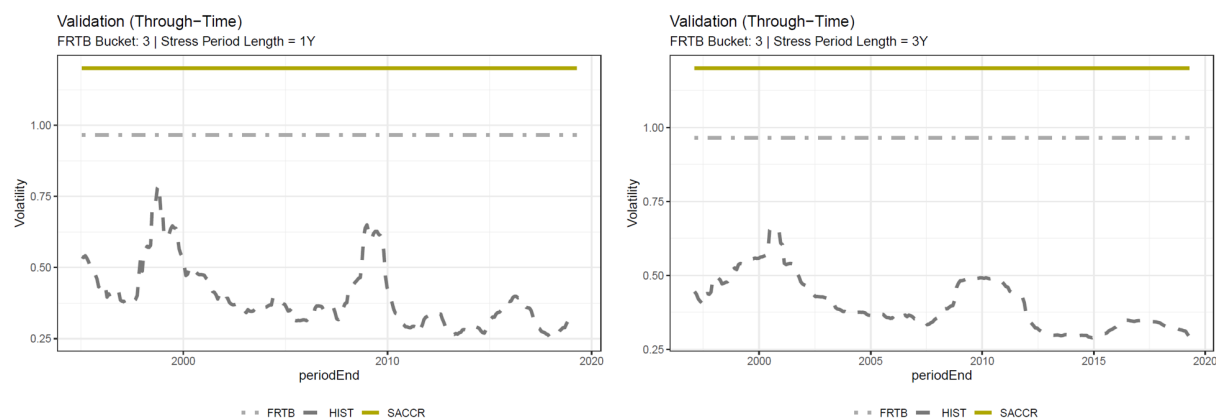 Validation (Through−Time)
FRTB Bucket: 3 | Stress Period Length = 1Y
1.00
0.75
0.50
0.25
Volatility
2000
2010
2020
periodEnd
FRTB HIST SACCR
Validation (Through−Time)
FRTB Bucket: 3 | Stress Period Length = 3Y
1.00
0.75
0.50
0.25
Volatility
2000
2005
2010
2015
2020
periodEnd
FRTB HIST SACCR